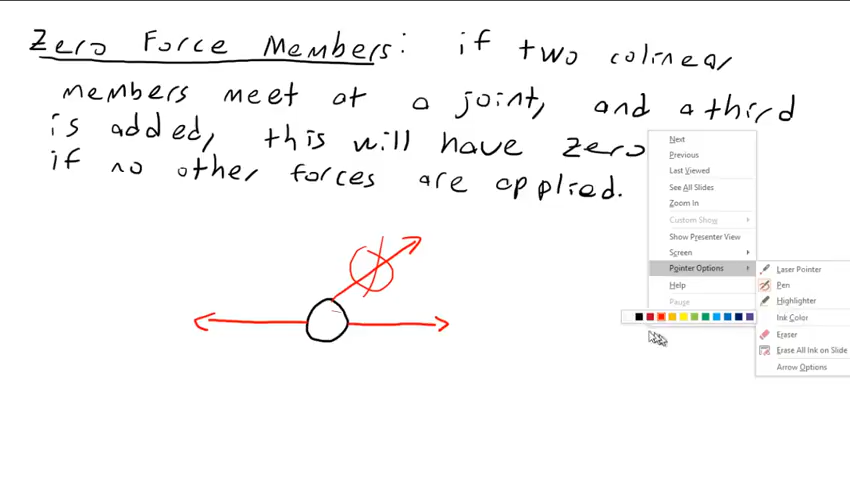 Zero Force Members: if two colinear
members meet at a joint, and a third
is added, this will have zero
if no other forces are applied.
Next
Previous
Last Viewed
See All Slides
Zoom In
Custom Show
Show Presenter View
Screen
Pointer Options
Help
Pause
Laser Pointer
Pen
Highlighter
Ink Color
Eraser
Erase All Ink on Slide
Arrow Options